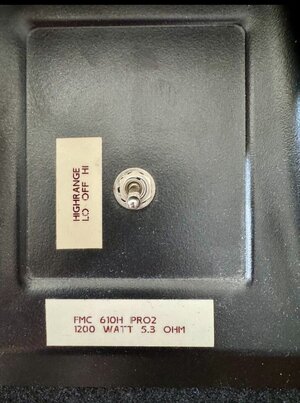 HIGHRANGE
LO OFF HI
FMC 610H PRO2
1200 WATT 5.3 OHM